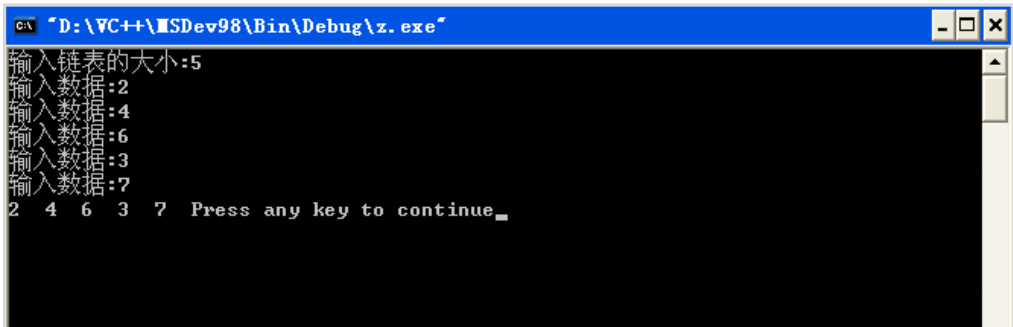 "D:\VC++\MSDev98\Bin\Debug\z.exe"
输入链表的大小:5
输入数据:2
输入数据:4
输入数据:6
输入数据:3
输入数据:7
2  4  6  3  7  Press any key to continue_